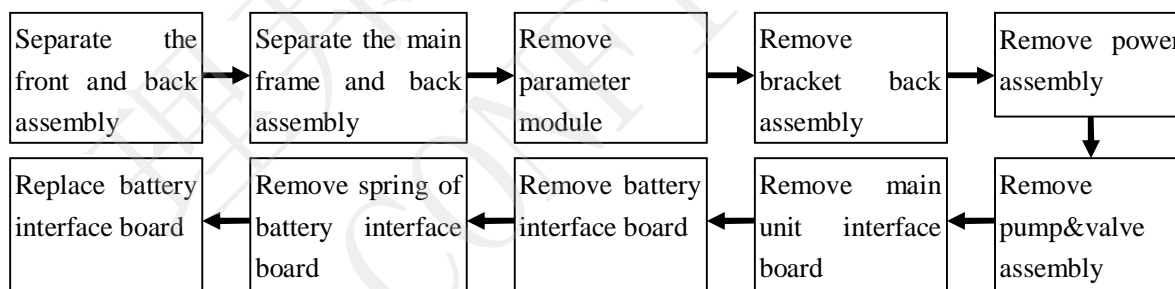 Separate the
front and back
assembly
Separate the main
frame and back
assembly
Remove
parameter
module
Remove
bracket back
assembly
Remove power
assembly
Remove
pump&valve
assembly
Remove main
unit interface
board
Remove battery
interface board
Remove spring of
battery interface
board
Replace battery
interface board